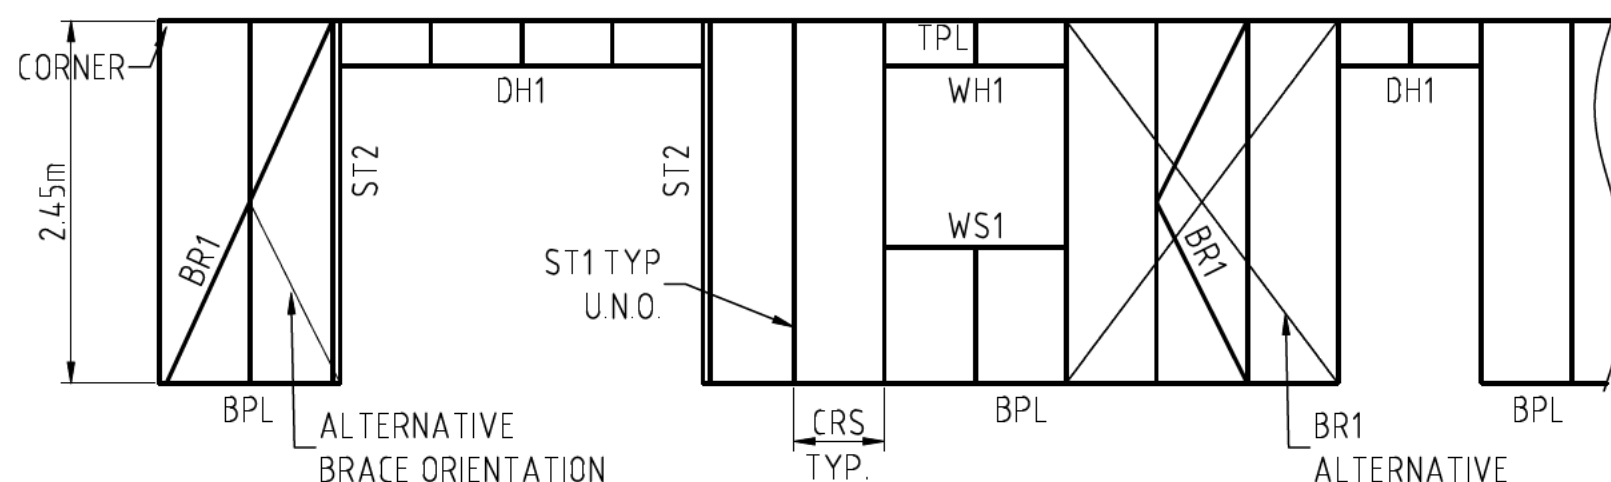 TPL
CORNER
DH1
WH1
DH1
2.45m
ST2
ST2
BR1
WS1
BR1
ST1 TYP
U.N.O.
BPL
ALTERNATIVE
BRACE ORIENTATION
CRS
TYP.
BPL
BR1
ALTERNATIVE
BPL